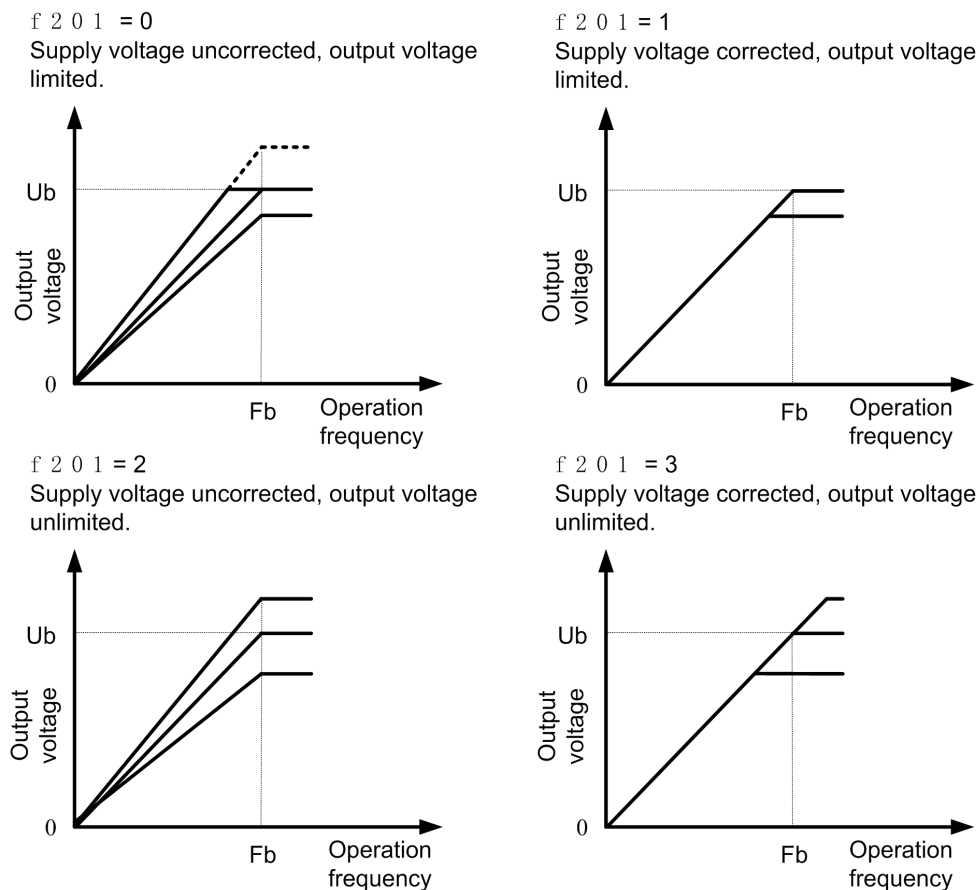 f 2 0 1 = 0
Supply voltage uncorrected, output voltage
limited.
Ub
Output
voltage
0
Fb
Operation
frequency
f 2 0 1 = 1
Supply voltage corrected, output voltage
limited.
Ub
Output
voltage
0
Fb
Operation
frequency
f 2 0 1 = 2
Supply voltage uncorrected, output voltage
unlimited.
Ub
Output
voltage
0
Fb
Operation
frequency
f 2 0 1 = 3
Supply voltage corrected, output voltage
unlimited.
Ub
Output
voltage
0
Fb
Operation
frequency